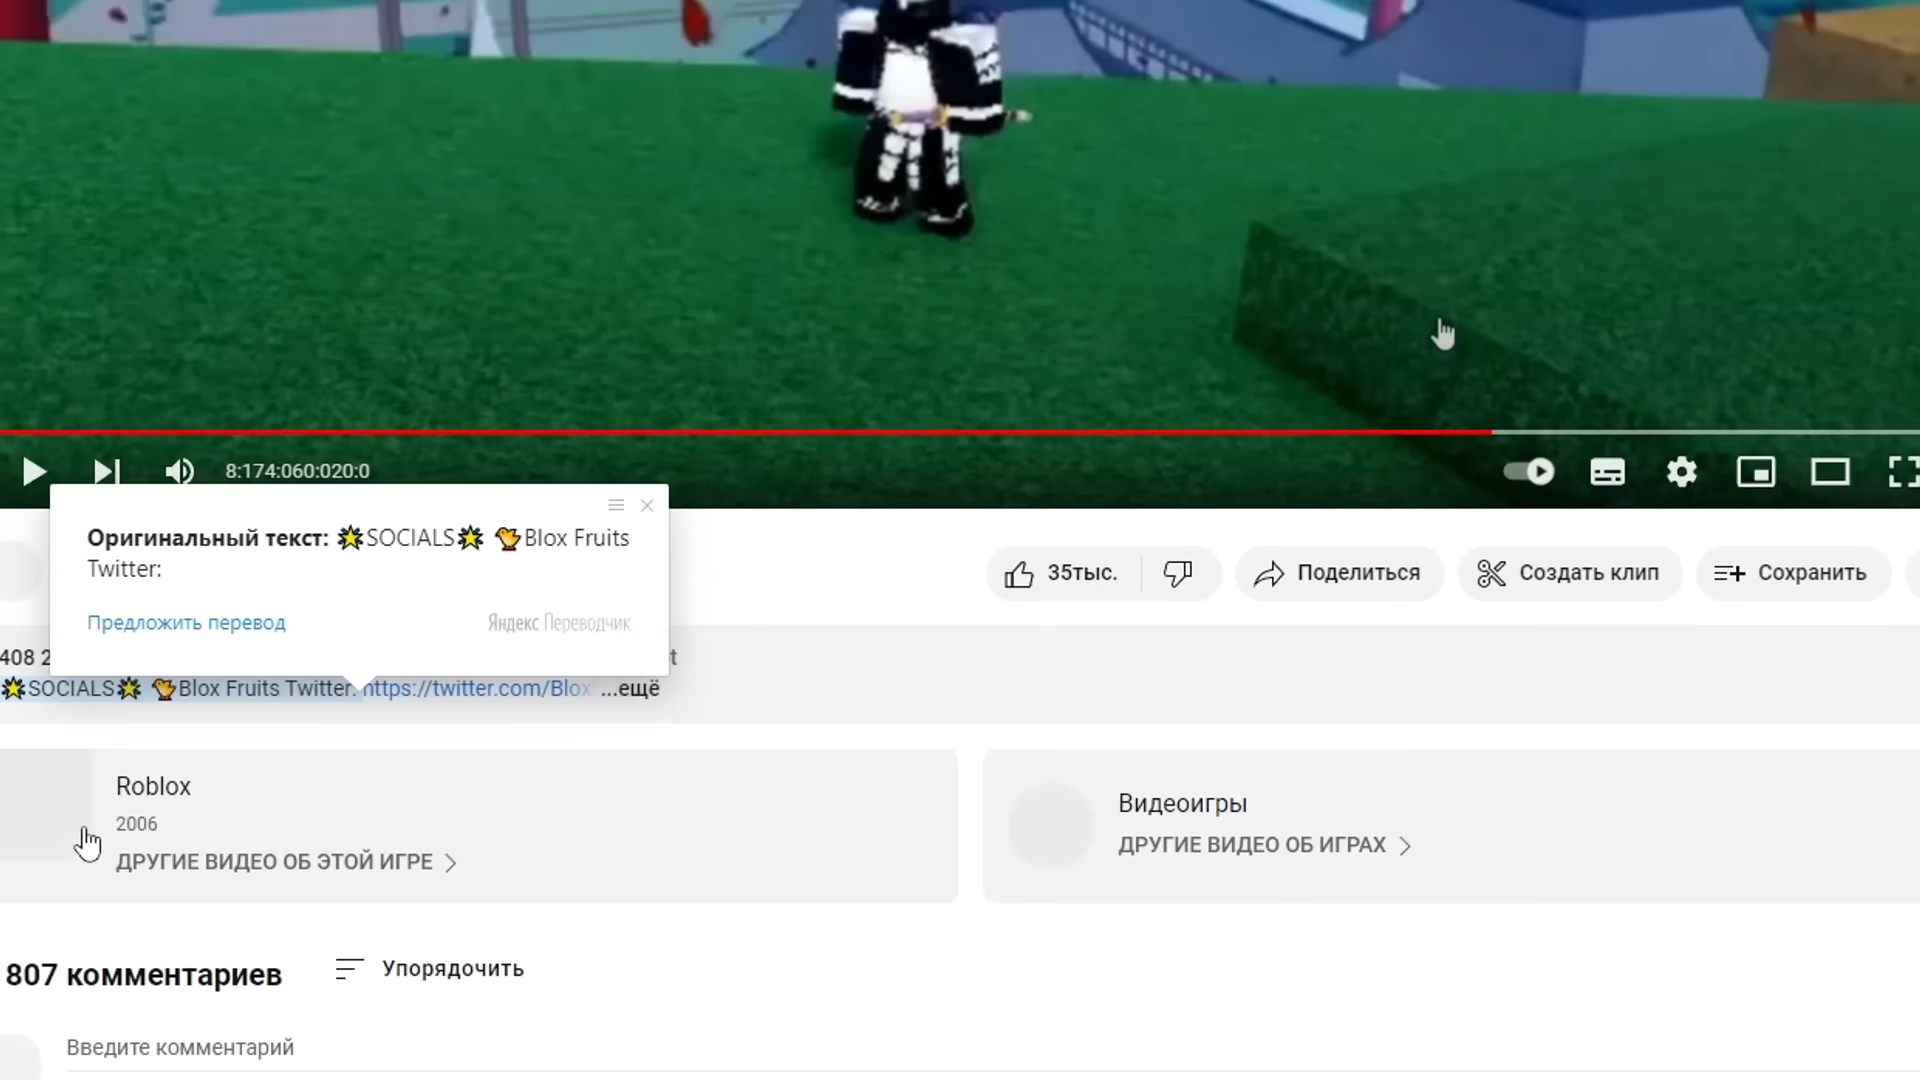 8:174:060:020:0
Оригинальный текст: 🌟SOCIALS🌟 🐤Blox Fruits
Twitter:
Предложить перевод
Яндекс Переводчик
35тыс.
Поделиться
Создать клип
Сохранить
408 2
🌟SOCIALS🌟 🐤Blox Fruits Twitter: https://twitter.com/Blox ...ещё
Roblox
2006
ДРУГИЕ ВИДЕО ОБ ЭТОЙ ИГРЕ
Видеоигры
ДРУГИЕ ВИДЕО ОБ ИГРАХ
807 комментариев
Упорядочить
Введите комментарий